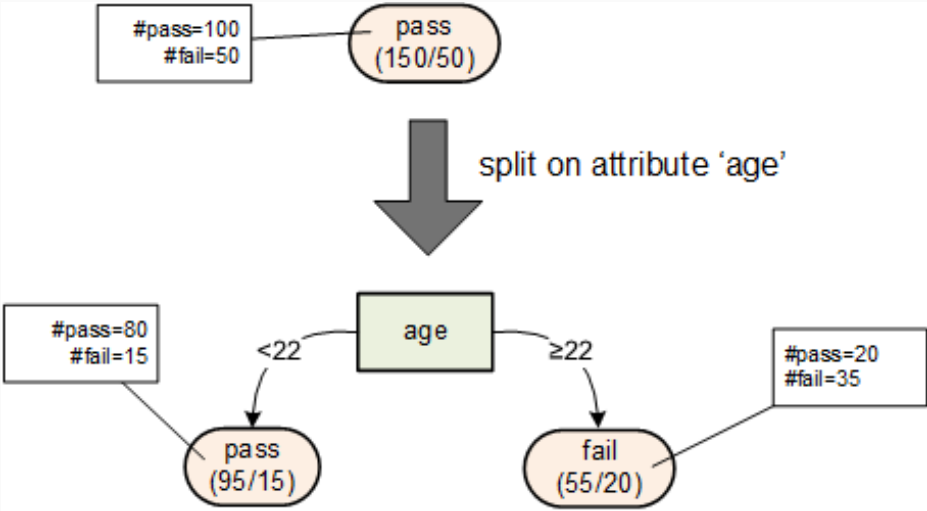 #pass=100
#fail=50
pass
(150/50)
split on attribute ‘age’
#pass=80
#fail=15
age
<22
≥22
#pass=20
#fail=35
pass
(95/15)
fail
(55/20)